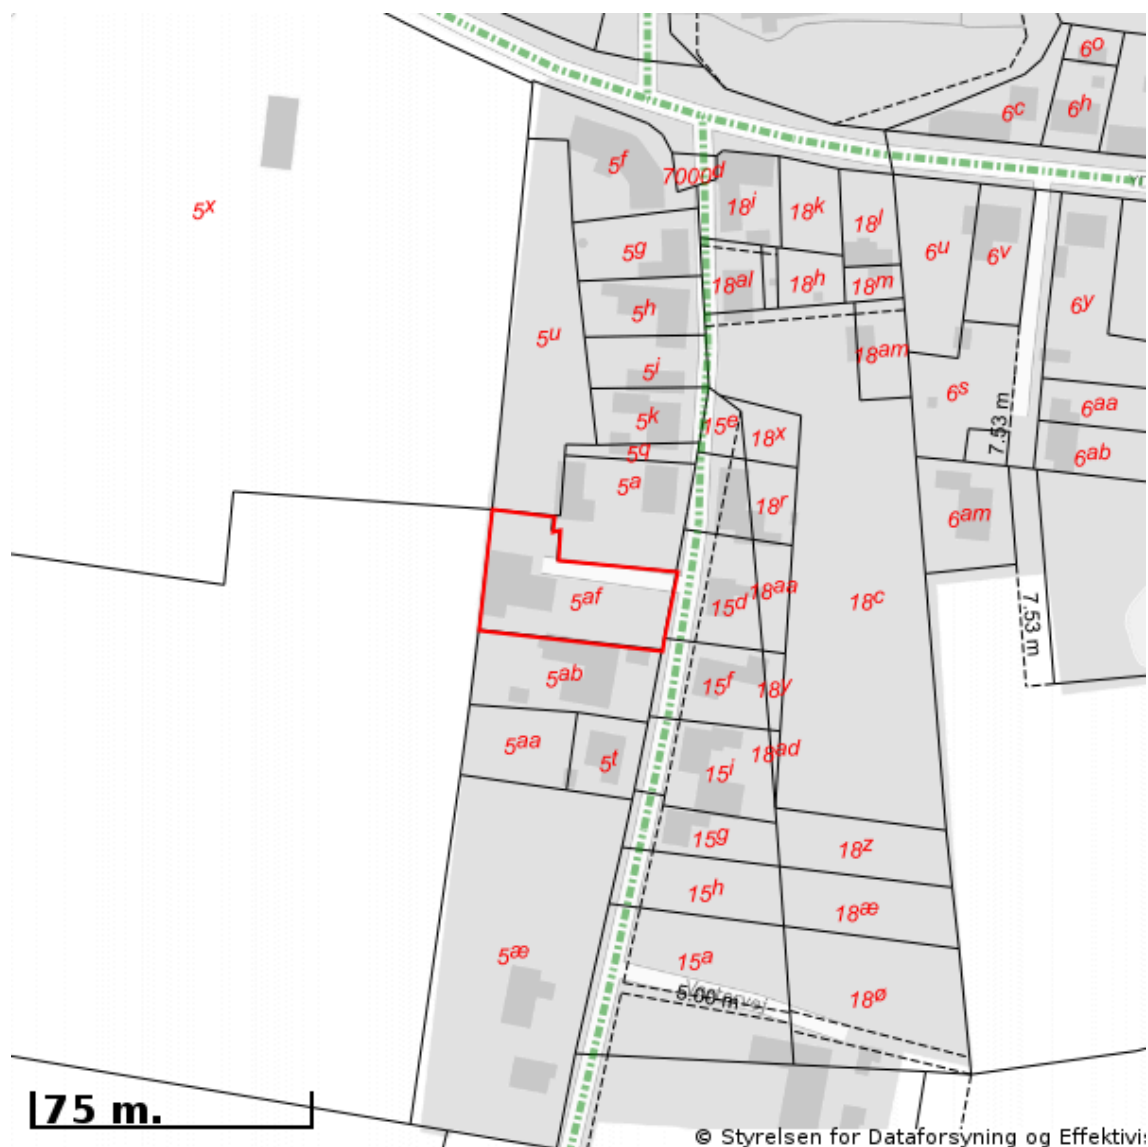 6o
6c
6h
5f
7000d
5x
18i
18k
18l
5g
6u
6v
18al
18h
18m
5h
6y
5u
18am
5i
6s
6aa
5k
15e
18x
7.53 m
5q
6ab
5a
18r
6am
5af
15d
18aa
18c
7.53 m
5ab
15f
18y
5aa
5t
15i
18ad
15g
18z
15h
18æ
5æ
15a
5.00 m
18ø
75 m.
© Styrelsen for Dataforsyning og Effektivi